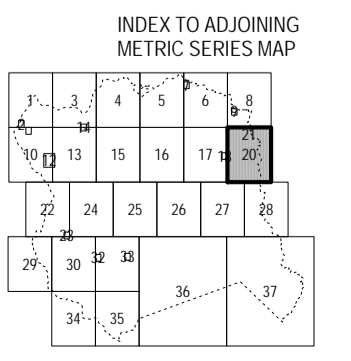 INDEX TO ADJOINING
METRIC SERIES MAP
1 3 4 5 7 6 8
2 14 9
21
10 12 13 15 16 17 18 20
22 24 25 26 27 28
23
29 30 32 33 36 37
34 35